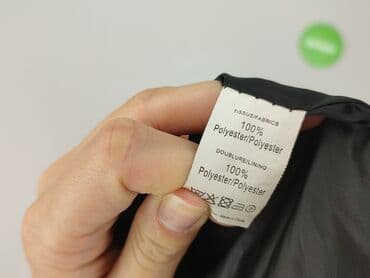 TISSUS/FABRICS
100%
Polyester/Polyester
DOUBLURE/LINING
100%
Polyester/Polyester